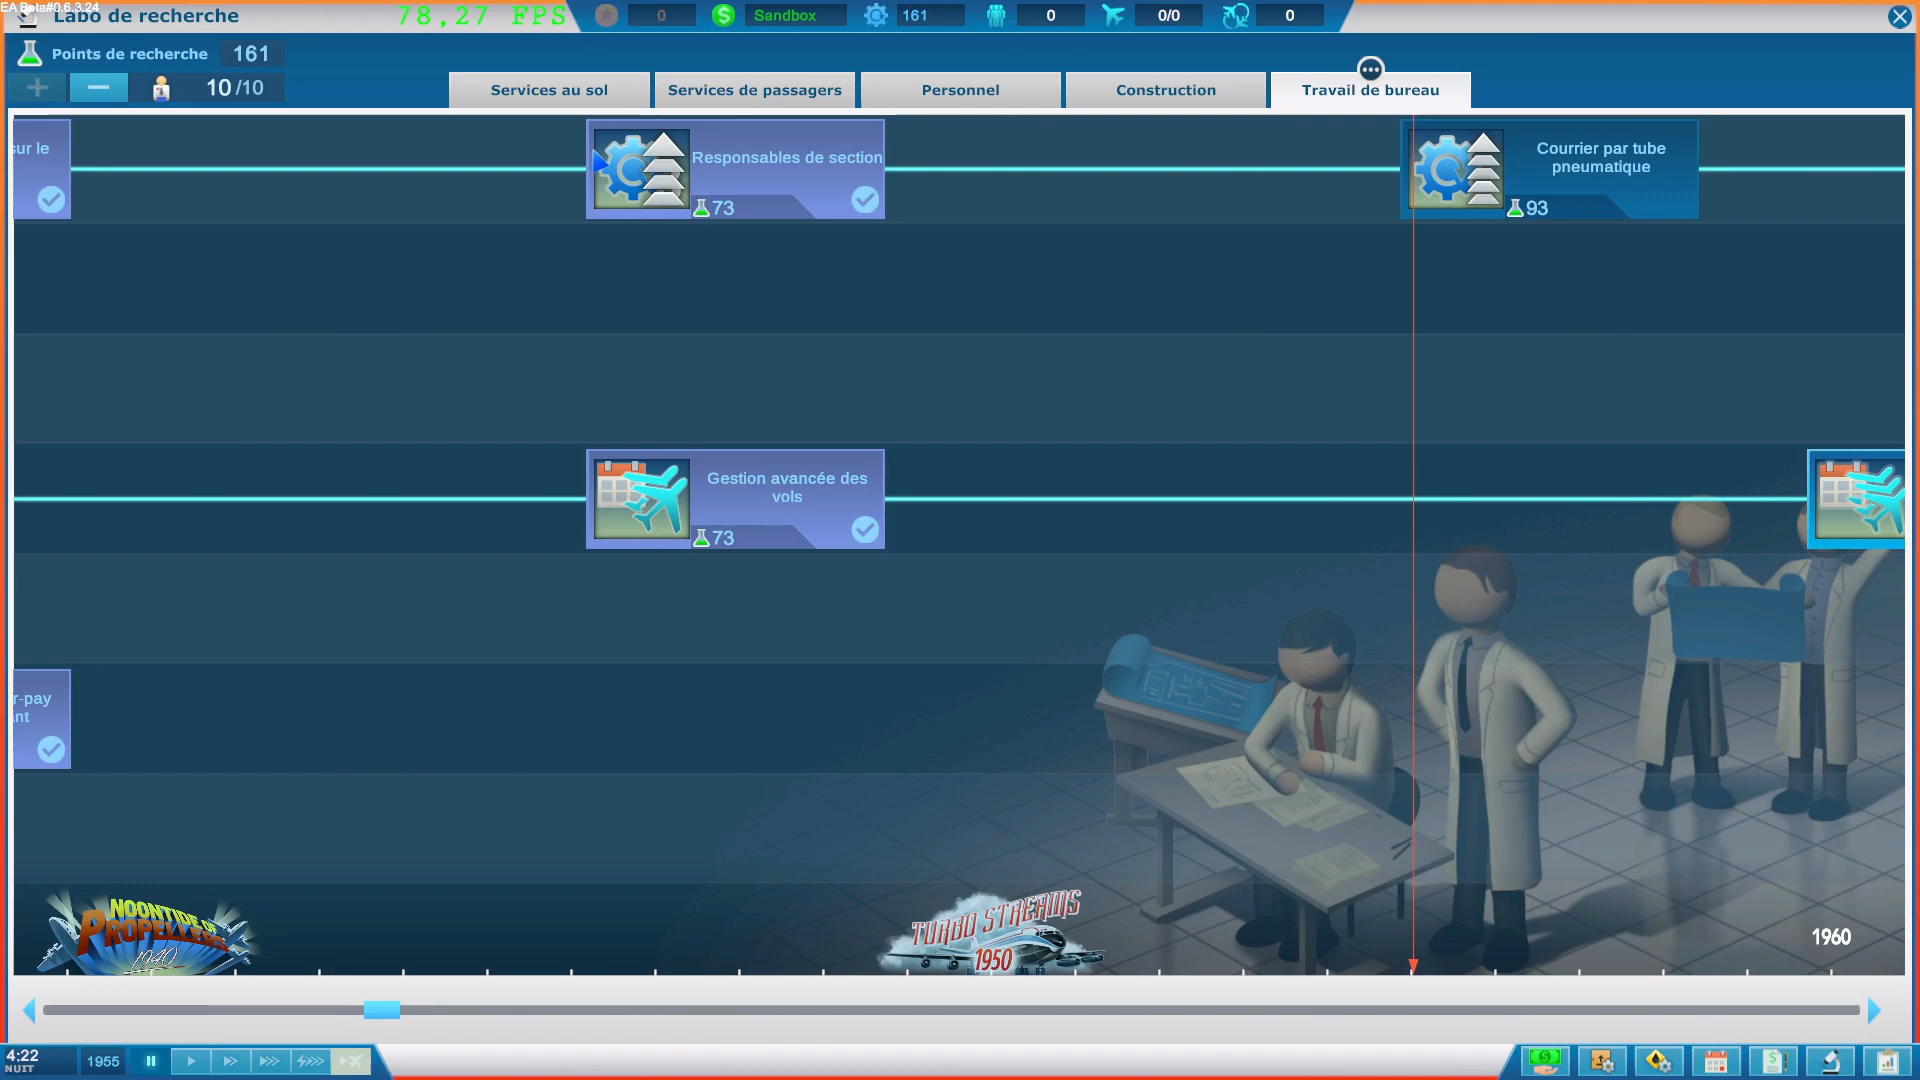 EA Beta#0.6.3.24
Labo de recherche
78,27 FPS
0
Sandbox
161
0
0/0
0
Points de recherche
161
10/10
Services au sol
Services de passagers
Personnel
Construction
Travail de bureau
sur le
Responsables de section
73
Courrier par tube
pneumatique
93
Gestion avancée des
vols
73
r-pay
nt
NOONTIDE OF
PROPELLERS
1940
TURBO STREAMS
1950
1960
4:22
NUIT
1955